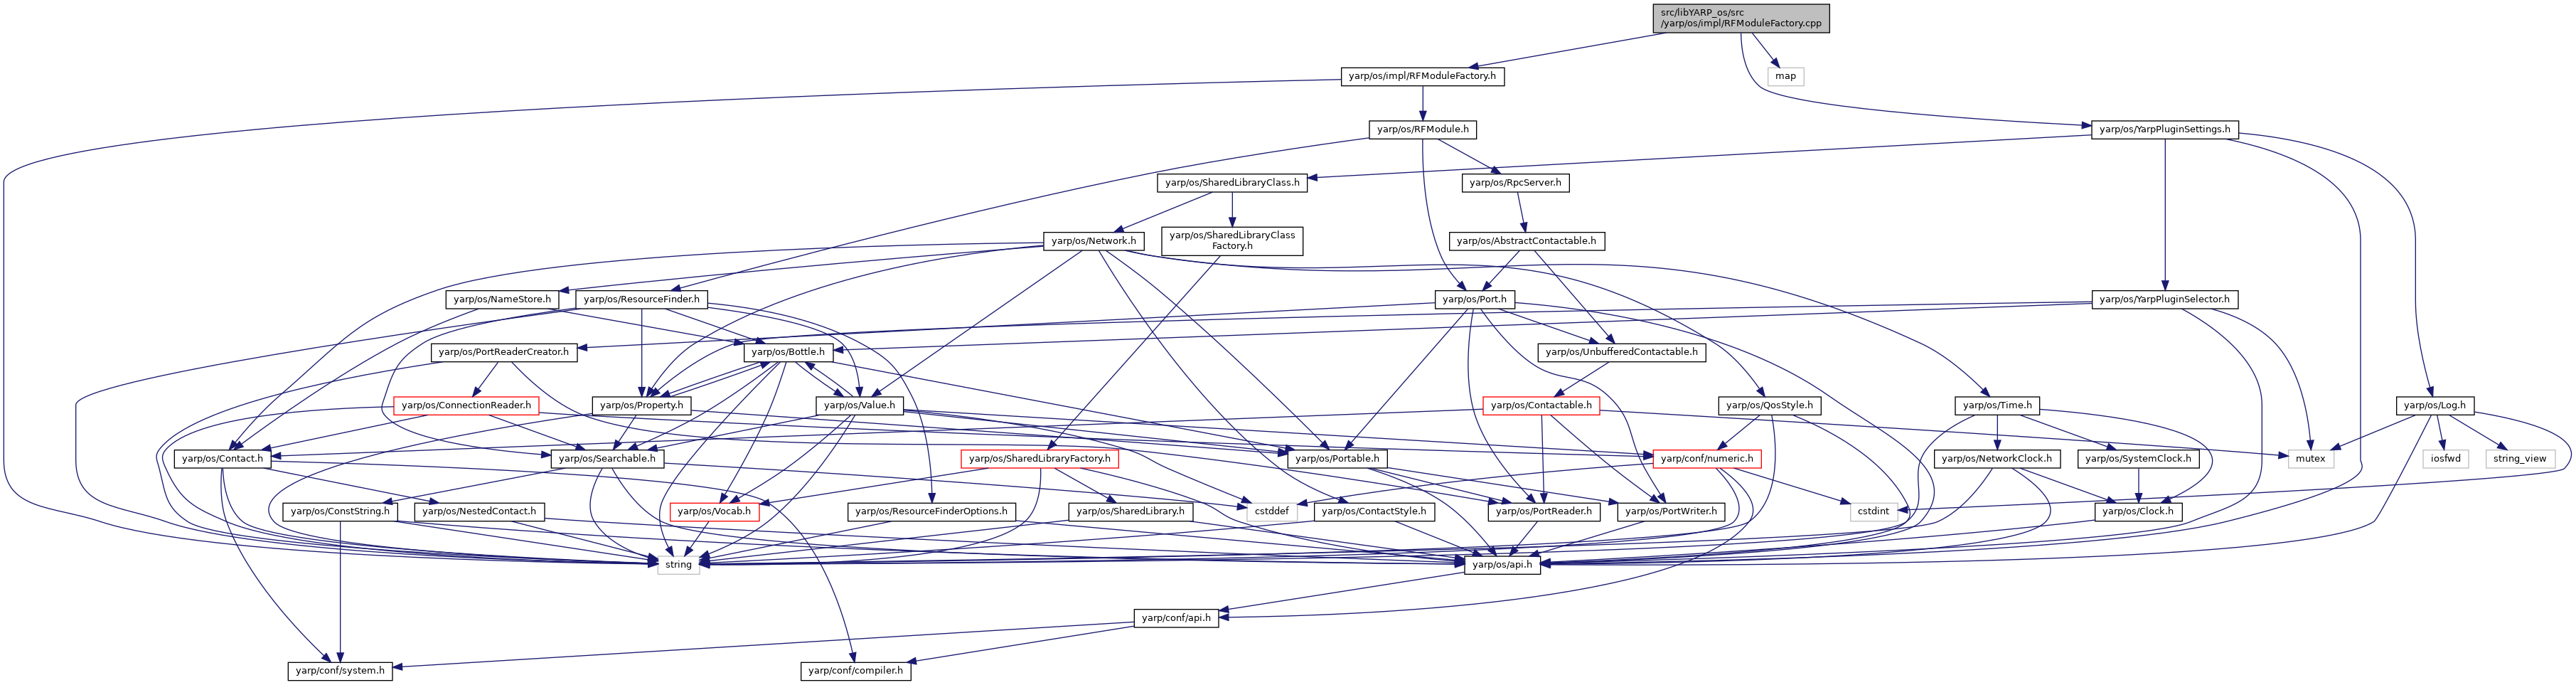 src/libYARP_os/src
/yarp/os/impl/RFModuleFactory.cpp
yarp/os/impl/RFModuleFactory.h
map
yarp/os/RFModule.h
yarp/os/YarpPluginSettings.h
yarp/os/SharedLibraryClass.h
yarp/os/RpcServer.h
yarp/os/Network.h
yarp/os/SharedLibraryClass
Factory.h
yarp/os/AbstractContactable.h
yarp/os/NameStore.h
yarp/os/ResourceFinder.h
yarp/os/Port.h
yarp/os/YarpPluginSelector.h
yarp/os/PortReaderCreator.h
yarp/os/Bottle.h
yarp/os/UnbufferedContactable.h
yarp/os/ConnectionReader.h
yarp/os/Property.h
yarp/os/Value.h
yarp/os/Contactable.h
yarp/os/QosStyle.h
yarp/os/Time.h
yarp/os/Log.h
yarp/os/Contact.h
yarp/os/Searchable.h
yarp/os/SharedLibraryFactory.h
yarp/os/Portable.h
yarp/conf/numeric.h
yarp/os/NetworkClock.h
yarp/os/SystemClock.h
mutex
iosfwd
string_view
yarp/os/ConstString.h
yarp/os/NestedContact.h
yarp/os/Vocab.h
yarp/os/ResourceFinderOptions.h
yarp/os/SharedLibrary.h
cstddef
yarp/os/ContactStyle.h
yarp/os/PortReader.h
yarp/os/PortWriter.h
cstdint
yarp/os/Clock.h
string
yarp/os/api.h
yarp/conf/api.h
yarp/conf/system.h
yarp/conf/compiler.h